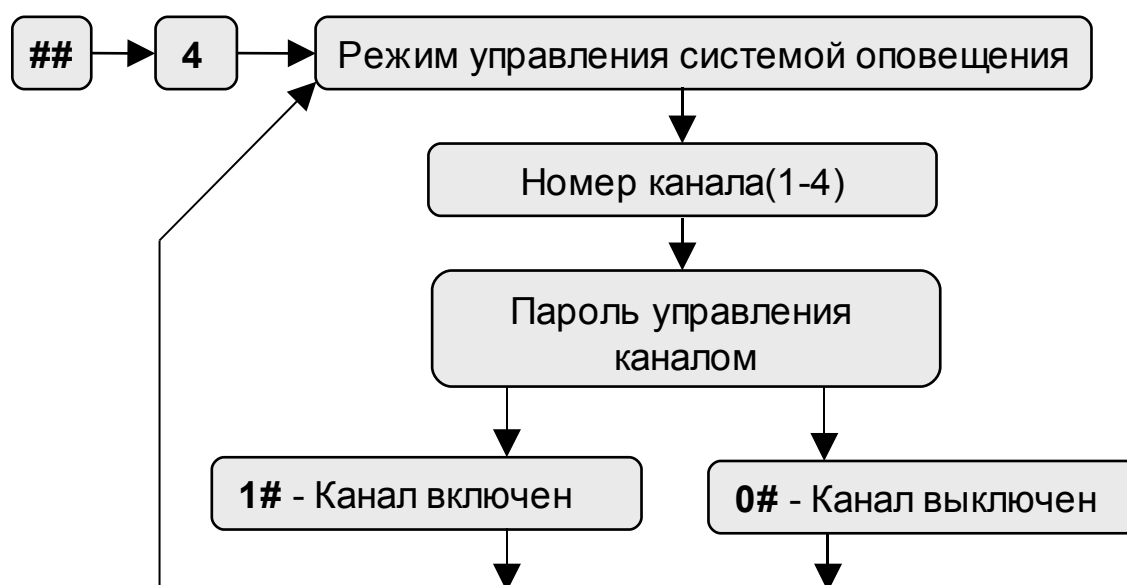 ## 4 Режим управления системой оповещения
Номер канала(1-4)
Пароль управления
каналом
1# - Канал включен
0# - Канал выключен